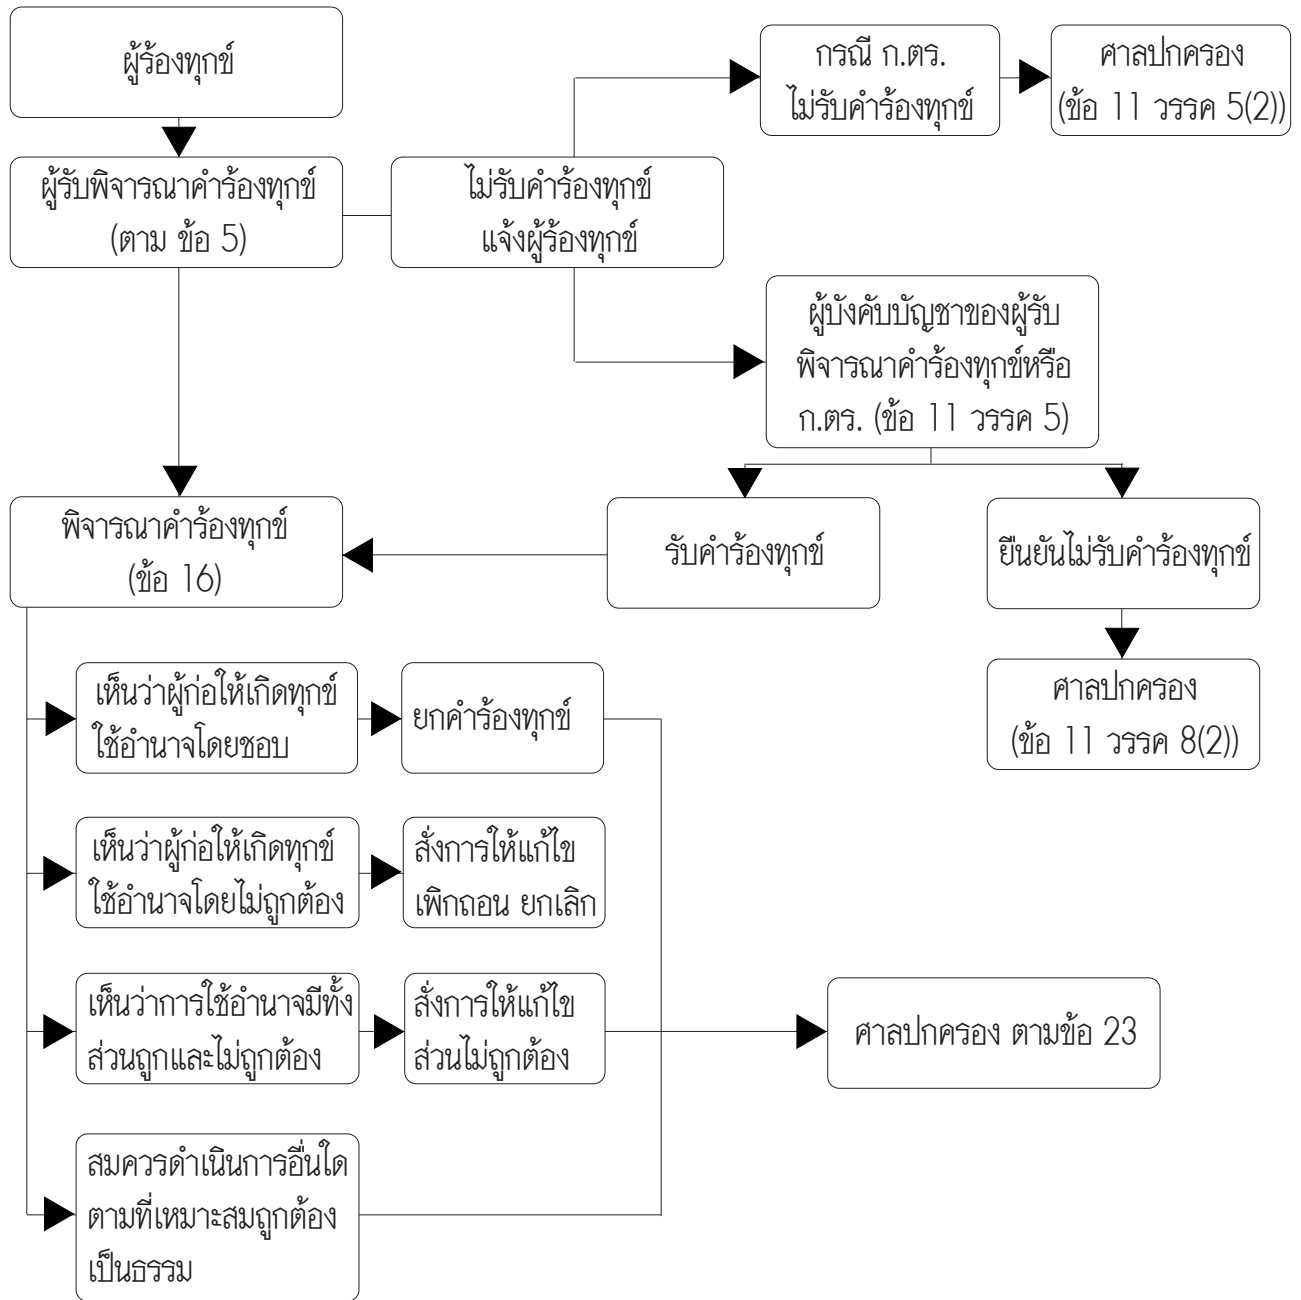 ผู้ร้องทุกข์
กรณี ก.ตร.
ไม่รับคำร้องทุกข์
ศาลปกครอง
(ข้อ 11 วรรค 5(2))
ผู้รับพิจารณาคำร้องทุกข์
(ตาม ข้อ 5)
ไม่รับคำร้องทุกข์
แจ้งผู้ร้องทุกข์
ผู้บังคับบัญชาของผู้รับ
พิจารณาคำร้องทุกข์หรือ
ก.ตร. (ข้อ 11 วรรค 5)
พิจารณาคำร้องทุกข์
(ข้อ 16)
รับคำร้องทุกข์
ยืนยันไม่รับคำร้องทุกข์
ศาลปกครอง
(ข้อ 11 วรรค 8(2))
เห็นว่าผู้ก่อให้เกิดทุกข์
ใช้อำนาจโดยชอบ
ยกคำร้องทุกข์
เห็นว่าผู้ก่อให้เกิดทุกข์
ใช้อำนาจโดยไม่ถูกต้อง
สั่งการให้แก้ไข
เพิกถอน ยกเลิก
เห็นว่าการใช้อำนาจมีทั้ง
ส่วนถูกและไม่ถูกต้อง
สั่งการให้แก้ไข
ส่วนไม่ถูกต้อง
ศาลปกครอง ตามข้อ 23
สมควรดำเนินการอื่นใด
ตามที่เหมาะสมถูกต้อง
เป็นธรรม